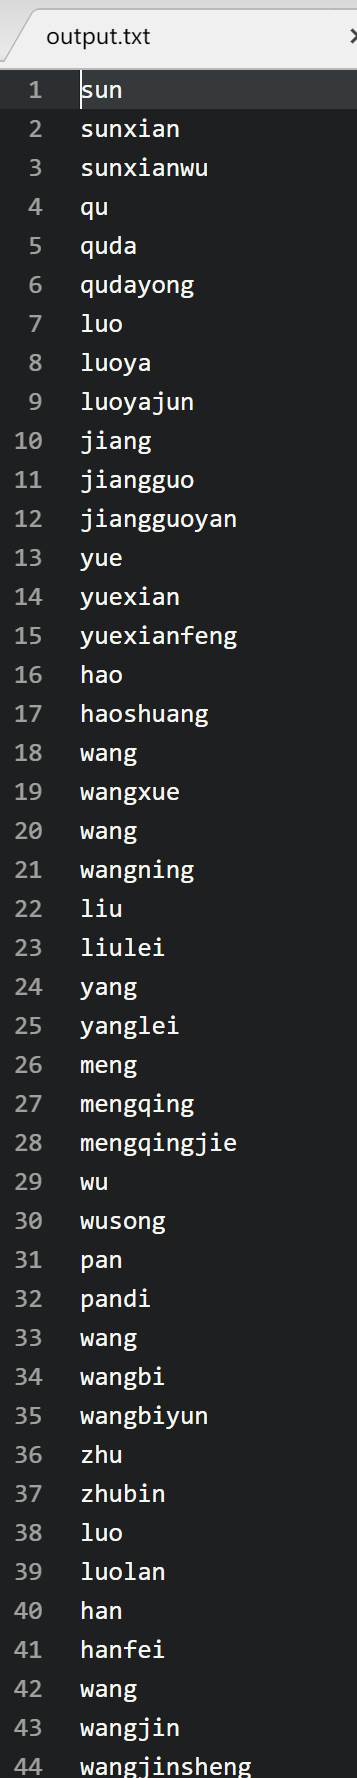 output.txt
1 sun
2 sunxian
3 sunxianwu
4 qu
5 quda
6 qudayong
7 luo
8 luoya
9 luoyajun
10 jiang
11 jiangguo
12 jiangguoyan
13 yue
14 yuexian
15 yuexianfeng
16 hao
17 haoshuang
18 wang
19 wangxue
20 wang
21 wangning
22 liu
23 liulei
24 yang
25 yanglei
26 meng
27 mengqing
28 mengqingjie
29 wu
30 wusong
31 pan
32 pandi
33 wang
34 wangbi
35 wangbiyun
36 zhu
37 zhubin
38 luo
39 luolan
40 han
41 hanfei
42 wang
43 wangjin
44 wangjinsheng